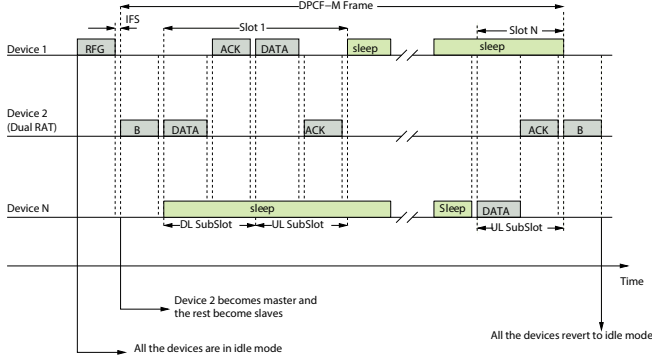 DPCF−M Frame
IFS
Slot 1
Slot N
Device 1
RFG
ACK
DATA
sleep
sleep
Device 2
(Dual RAT)
B
DATA
ACK
ACK
B
Device N
sleep
Sleep
DATA
DL SubSlot
UL SubSlot
UL SubSlot
Time
Device 2 becomes master and
the rest become slaves
All the devices revert to idle mode
All the devices are in idle mode